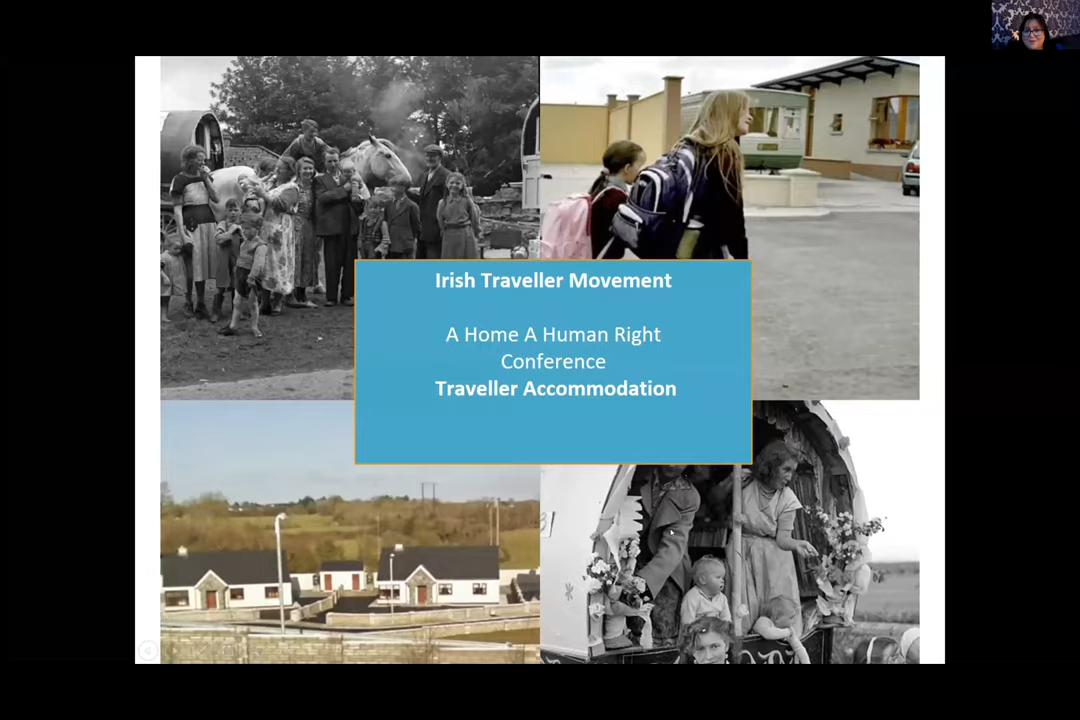 Irish Traveller Movement
A Home A Human Right
Conference
Traveller Accommodation